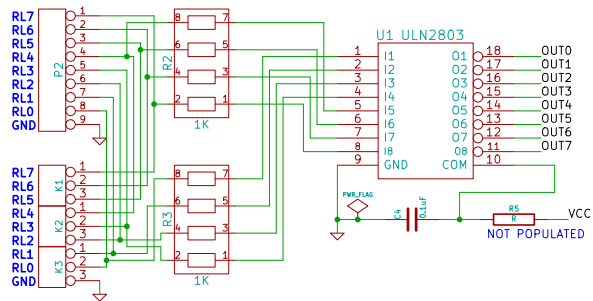 RL7 1
RL6 2
RL5 3
RL4 4
RL3 5
RL2 6
RL1 7
RL0 8
GND 9
P2
8 7
6 5
4 3
2 1
R2
1K
U1 ULN2803
1 I1 O1 18 OUT0
2 I2 O2 17 OUT1
3 I3 O3 16 OUT2
4 I4 O4 15 OUT3
5 I5 O5 14 OUT4
6 I6 O6 13 OUT5
7 I7 O7 12 OUT6
8 I8 O8 11 OUT7
9 GND COM 10
RL7 1
RL6 2
RL5 3
RL4 1
RL3 2
RL2 3
RL1 1
RL0 2
GND 3
K1
K2
K3
8 7
6 5
4 3
2 1
R3
1K
PWR_FLAG
C4
0.1uF
R5
R
VCC
NOT POPULATED